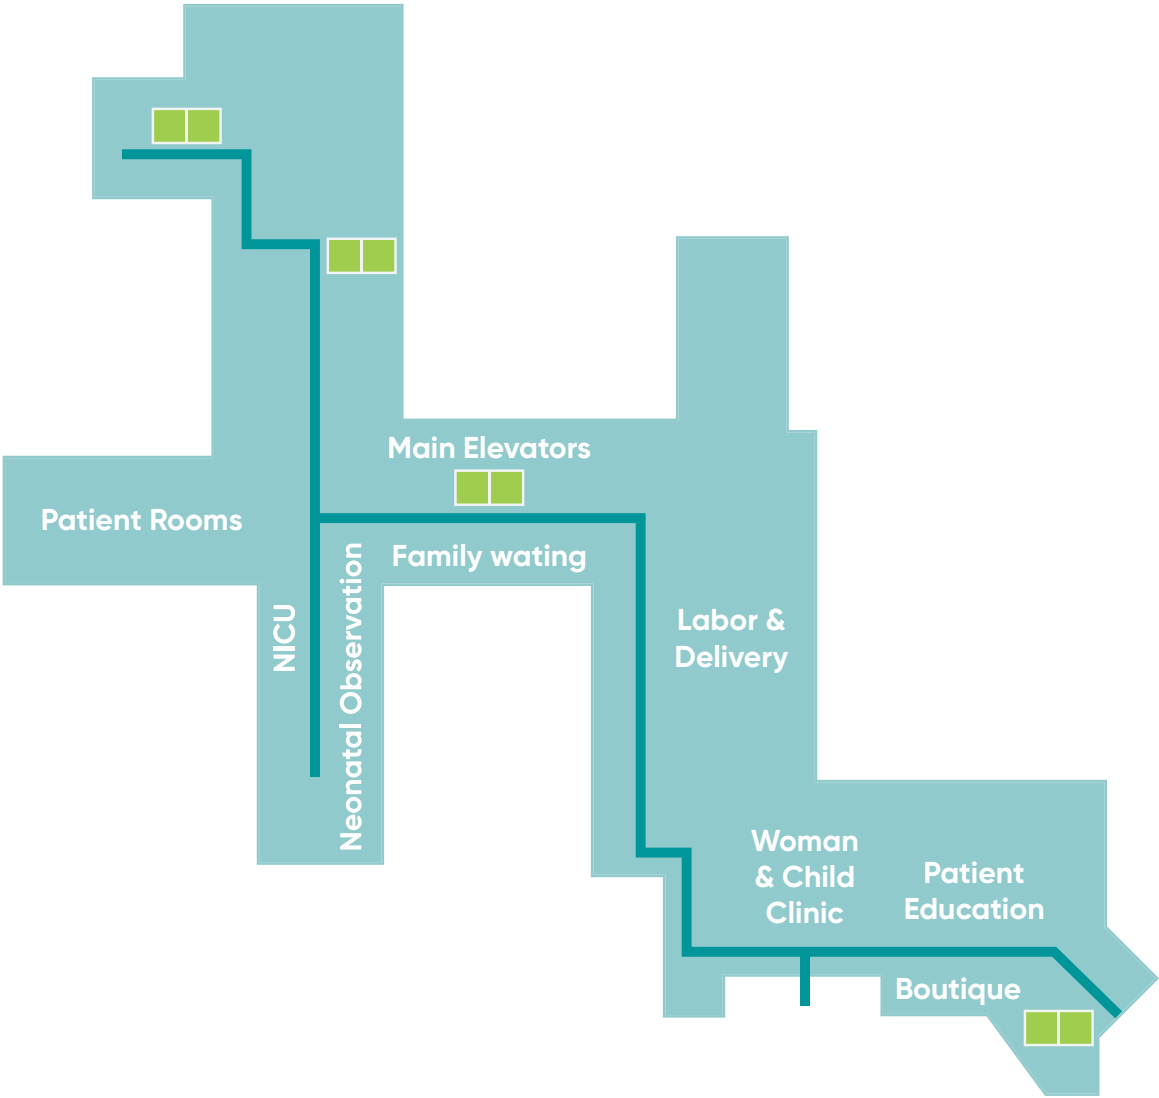 Main Elevators
Patient Rooms
Family wating
NICU
Neonatal Observation
Labor &
Delivery
Woman
& Child
Clinic
Patient
Education
Boutique